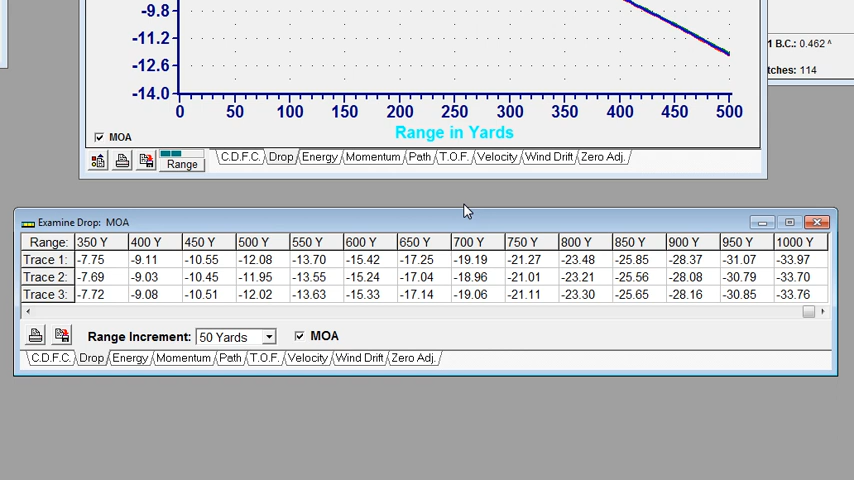 -9.8
-11.2
-12.6
-14.0
0 50 100 150 200 250 300 350 400 450 500
Range in Yards
MOA
Range
C.D.F.C. Drop Energy Momentum Path T.O.F. Velocity Wind Drift Zero Adj.
1 B.C.: 0.462 ^
tches: 114
Examine Drop: MOA
Range: 350 Y 400 Y 450 Y 500 Y 550 Y 600 Y 650 Y 700 Y 750 Y 800 Y 850 Y 900 Y 950 Y 1000 Y
Trace 1: -7.75 -9.11 -10.55 -12.08 -13.70 -15.42 -17.25 -19.19 -21.27 -23.48 -25.85 -28.37 -31.07 -33.97
Trace 2: -7.69 -9.03 -10.45 -11.95 -13.55 -15.24 -17.04 -18.96 -21.01 -23.21 -25.56 -28.08 -30.79 -33.70
Trace 3: -7.72 -9.08 -10.51 -12.02 -13.63 -15.33 -17.14 -19.06 -21.11 -23.30 -25.65 -28.16 -30.85 -33.76
Range Increment: 50 Yards MOA
C.D.F.C. Drop Energy Momentum Path T.O.F. Velocity Wind Drift Zero Adj.